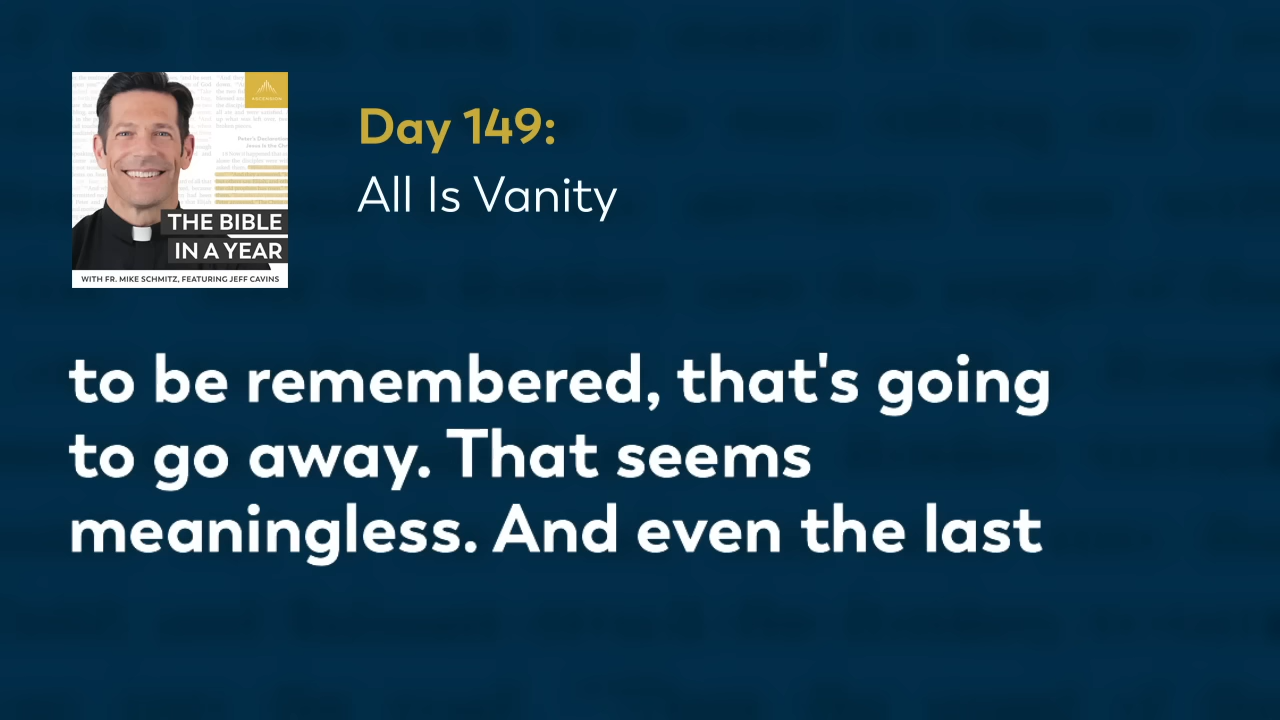 ASCENSION
THE BIBLE
IN A YEAR
WITH FR. MIKE SCHMITZ, FEATURING JEFF CAVINS
Day 149:
All Is Vanity
to be remembered, that's going
to go away. That seems
meaningless. And even the last